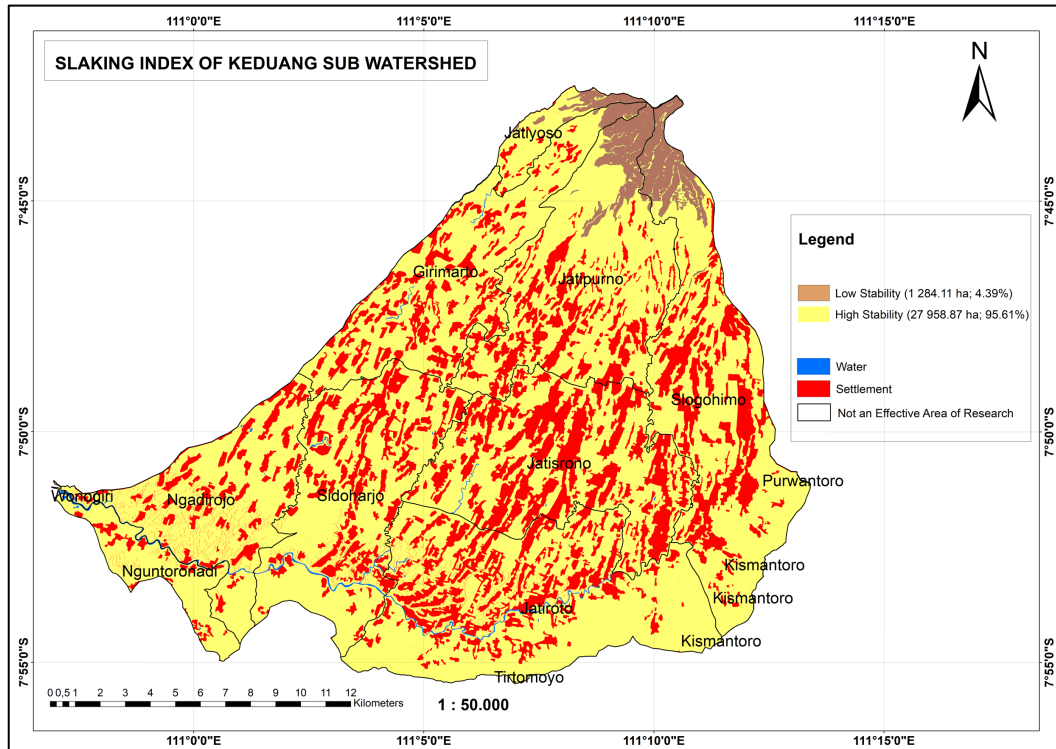 111°0'0"E
111°5'0"E
111°10'0"E
111°15'0"E
SLAKING INDEX OF KEDUANG SUB WATERSHED
N
Jatiyoso
7°45'0"S
7°45'0"S
Legend
Girimarto
Jatipurno
Low Stability (1 284.11 ha; 4.39%)
High Stability (27 958.87 ha; 95.61%)
Water
Settlement
Not an Effective Area of Research
Slogohimo
7°50'0"S
7°50'0"S
Jatisrono
Purwantoro
Wonogiri
Ngadirojo
Sidoharjo
Nguntoronadi
Kismantoro
Kismantoro
Jatiroto
Kismantoro
7°55'0"S
7°55'0"S
Tirtomoyo
0 0,5 1 2 3 4 5 6 7 8 9 10 11 12
Kilometers
1 : 50.000
111°0'0"E
111°5'0"E
111°10'0"E
111°15'0"E